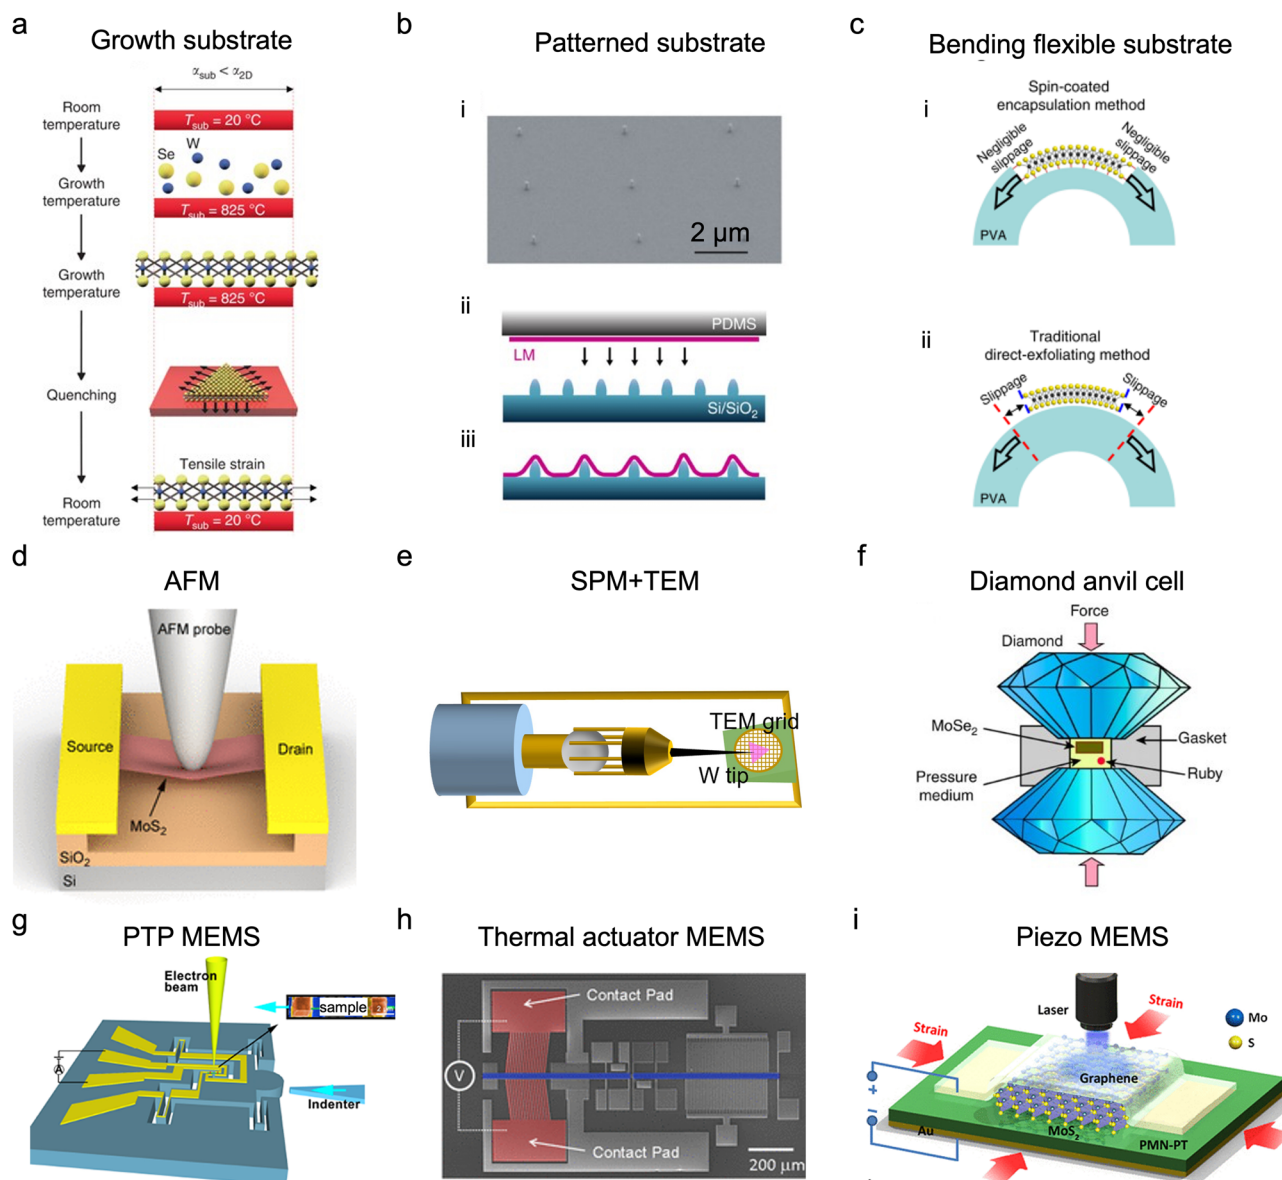 a
Growth substrate
α_sub < α_2D
Room
temperature
T_sub = 20 °C
Se
W
Growth
temperature
T_sub = 825 °C
Growth
temperature
T_sub = 825 °C
Quenching
Tensile strain
Room
temperature
T_sub = 20 °C
b
Patterned substrate
i
2 μm
ii
PDMS
LM
Si/SiO₂
iii
c
Bending flexible substrate
i
Spin-coated
encapsulation method
Negligible
slippage
Negligible
slippage
PVA
ii
Traditional
direct-exfoliating method
Slippage
Slippage
PVA
d
AFM
AFM probe
Source
Drain
MoS₂
SiO₂
Si
e
SPM+TEM
TEM grid
W tip
f
Diamond anvil cell
Force
Diamond
MoSe₂
Gasket
Pressure
medium
Ruby
g
PTP MEMS
Electron
beam
sample
A
Indenter
h
Thermal actuator MEMS
Contact Pad
V
Contact Pad
200 μm
i
Piezo MEMS
Laser
Strain
Strain
Mo
S
Graphene
+
−
Au
MoS₂
PMN-PT